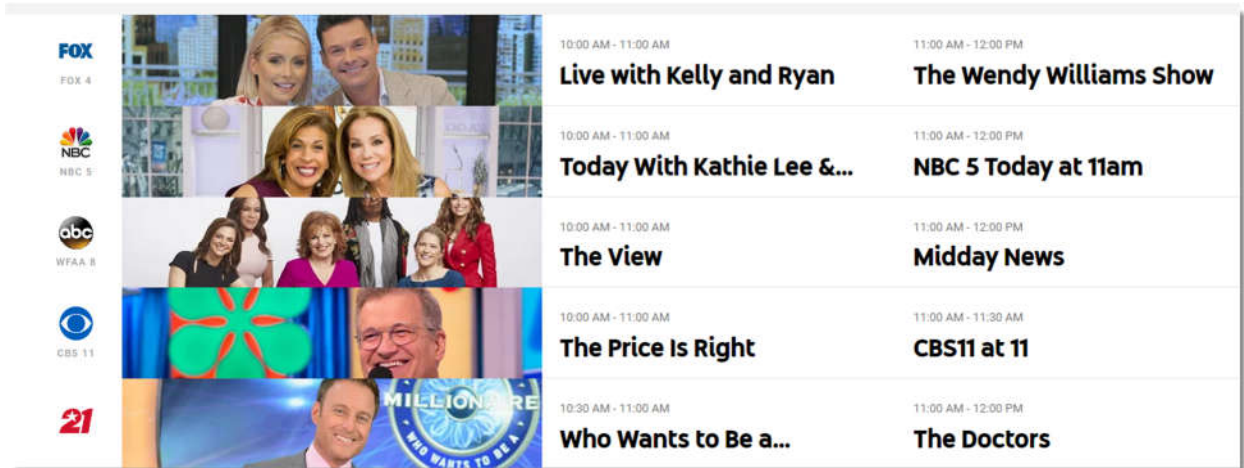 FOX
FOX 4
10:00 AM - 11:00 AM
Live with Kelly and Ryan
11:00 AM - 12:00 PM
The Wendy Williams Show
NBC
NBC 5
10:00 AM - 11:00 AM
Today With Kathie Lee &...
11:00 AM - 12:00 PM
NBC 5 Today at 11am
abc
WFAA 8
10:00 AM - 11:00 AM
The View
11:00 AM - 12:00 PM
Midday News
CBS 11
10:00 AM - 11:00 AM
The Price Is Right
11:00 AM - 11:30 AM
CBS11 at 11
21
MILLIONAIRE
WHO WANTS TO BE A
10:30 AM - 11:00 AM
Who Wants to Be a...
11:00 AM - 12:00 PM
The Doctors